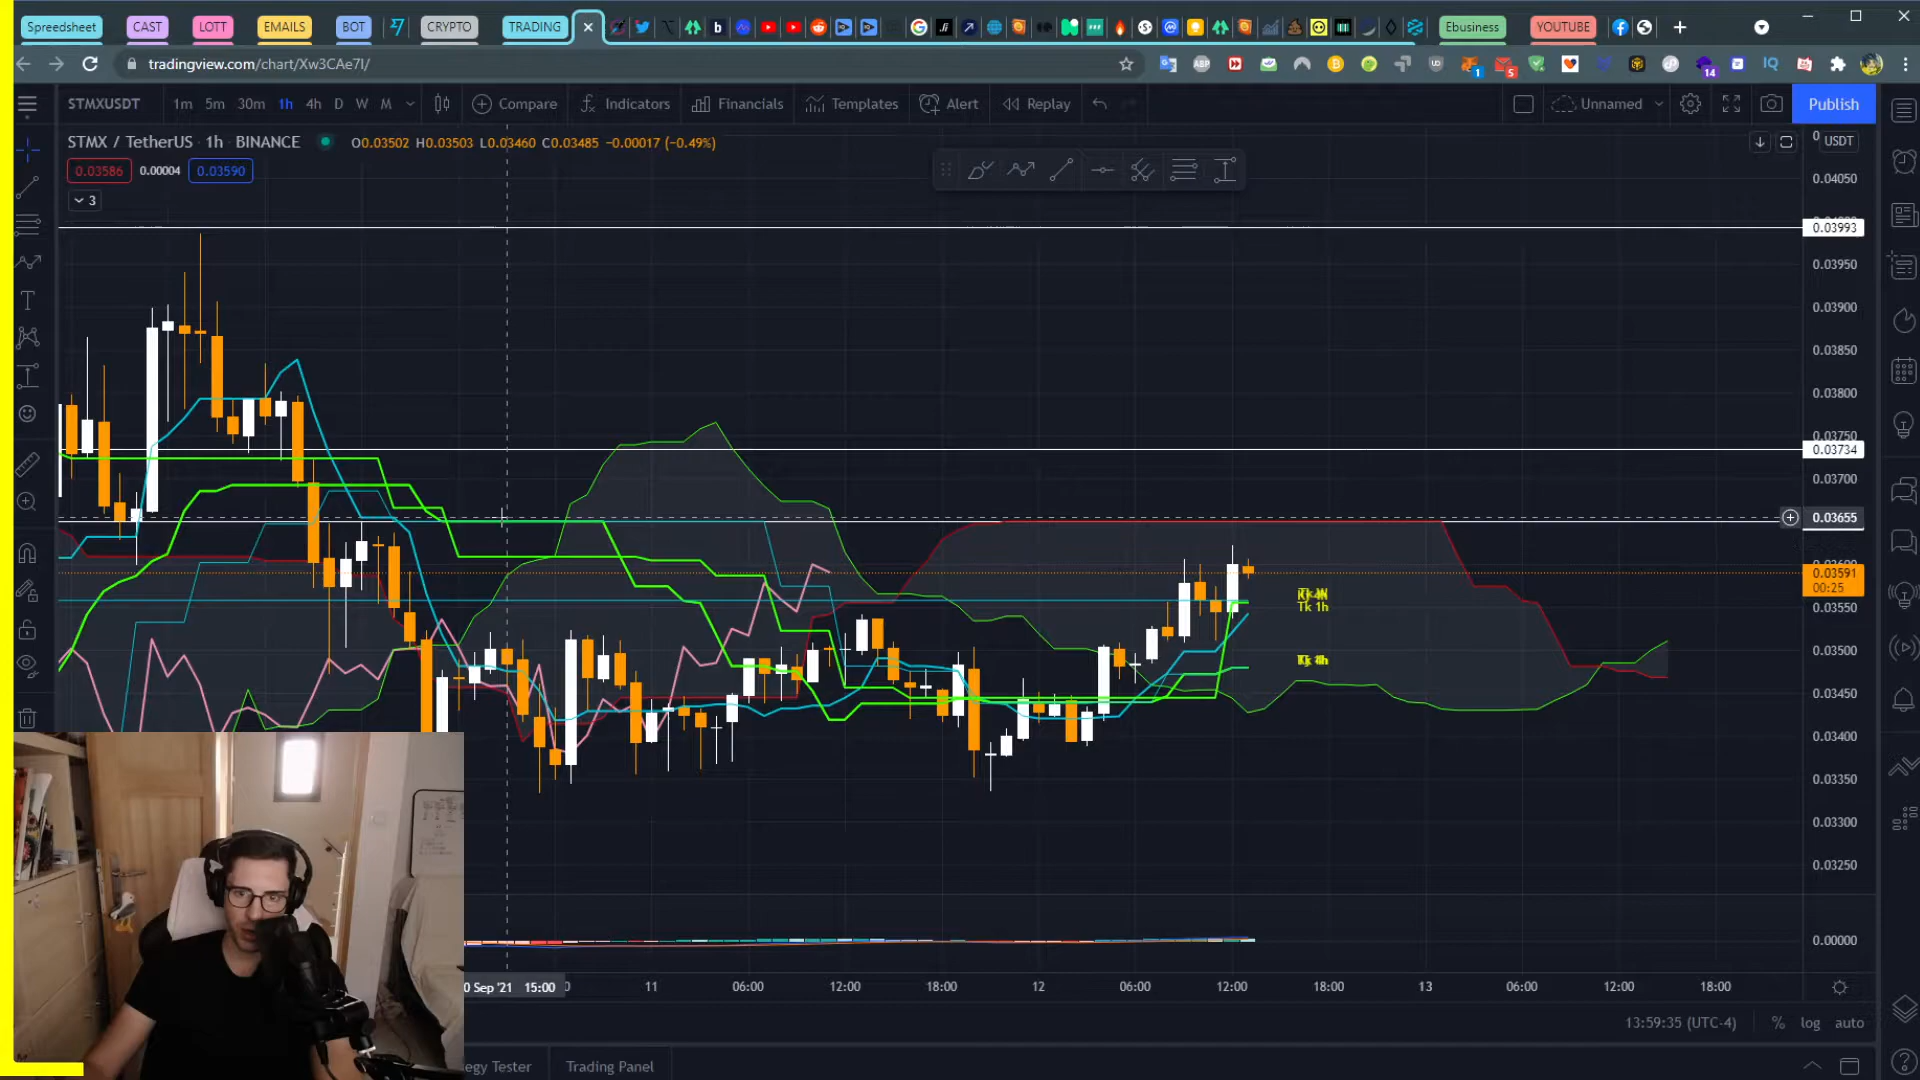 Spreedsheet CAST LOTT EMAILS BOT CRYPTO TRADING Ebusiness YOUTUBE
tradingview.com/chart/Xw3CAe7I/
1 5 14 IQ
STMXUSDT 1m 5m 30m 1h 4h D W M Compare Indicators Financials Templates Alert Replay Unnamed Publish
STMX / TetherUS · 1h · BINANCE O0.03502 H0.03503 L0.03460 C0.03485 -0.00017 (-0.49%)
USDT
0.03586 0.00004 0.03590
3
0.04050
0.03993
0.03950
0.03900
0.03850
0.03800
0.03750
0.03734
0.03700
0.03655
0.03591
00:25
Tk 1h
0.03550
0.03500
0.03450
0.03400
0.03350
0.03300
0.03250
0.00000
0 Sep '21 15:00 11 06:00 12:00 18:00 12 06:00 12:00 18:00 13 06:00 12:00 18:00
13:59:35 (UTC-4) % log auto
egy Tester Trading Panel